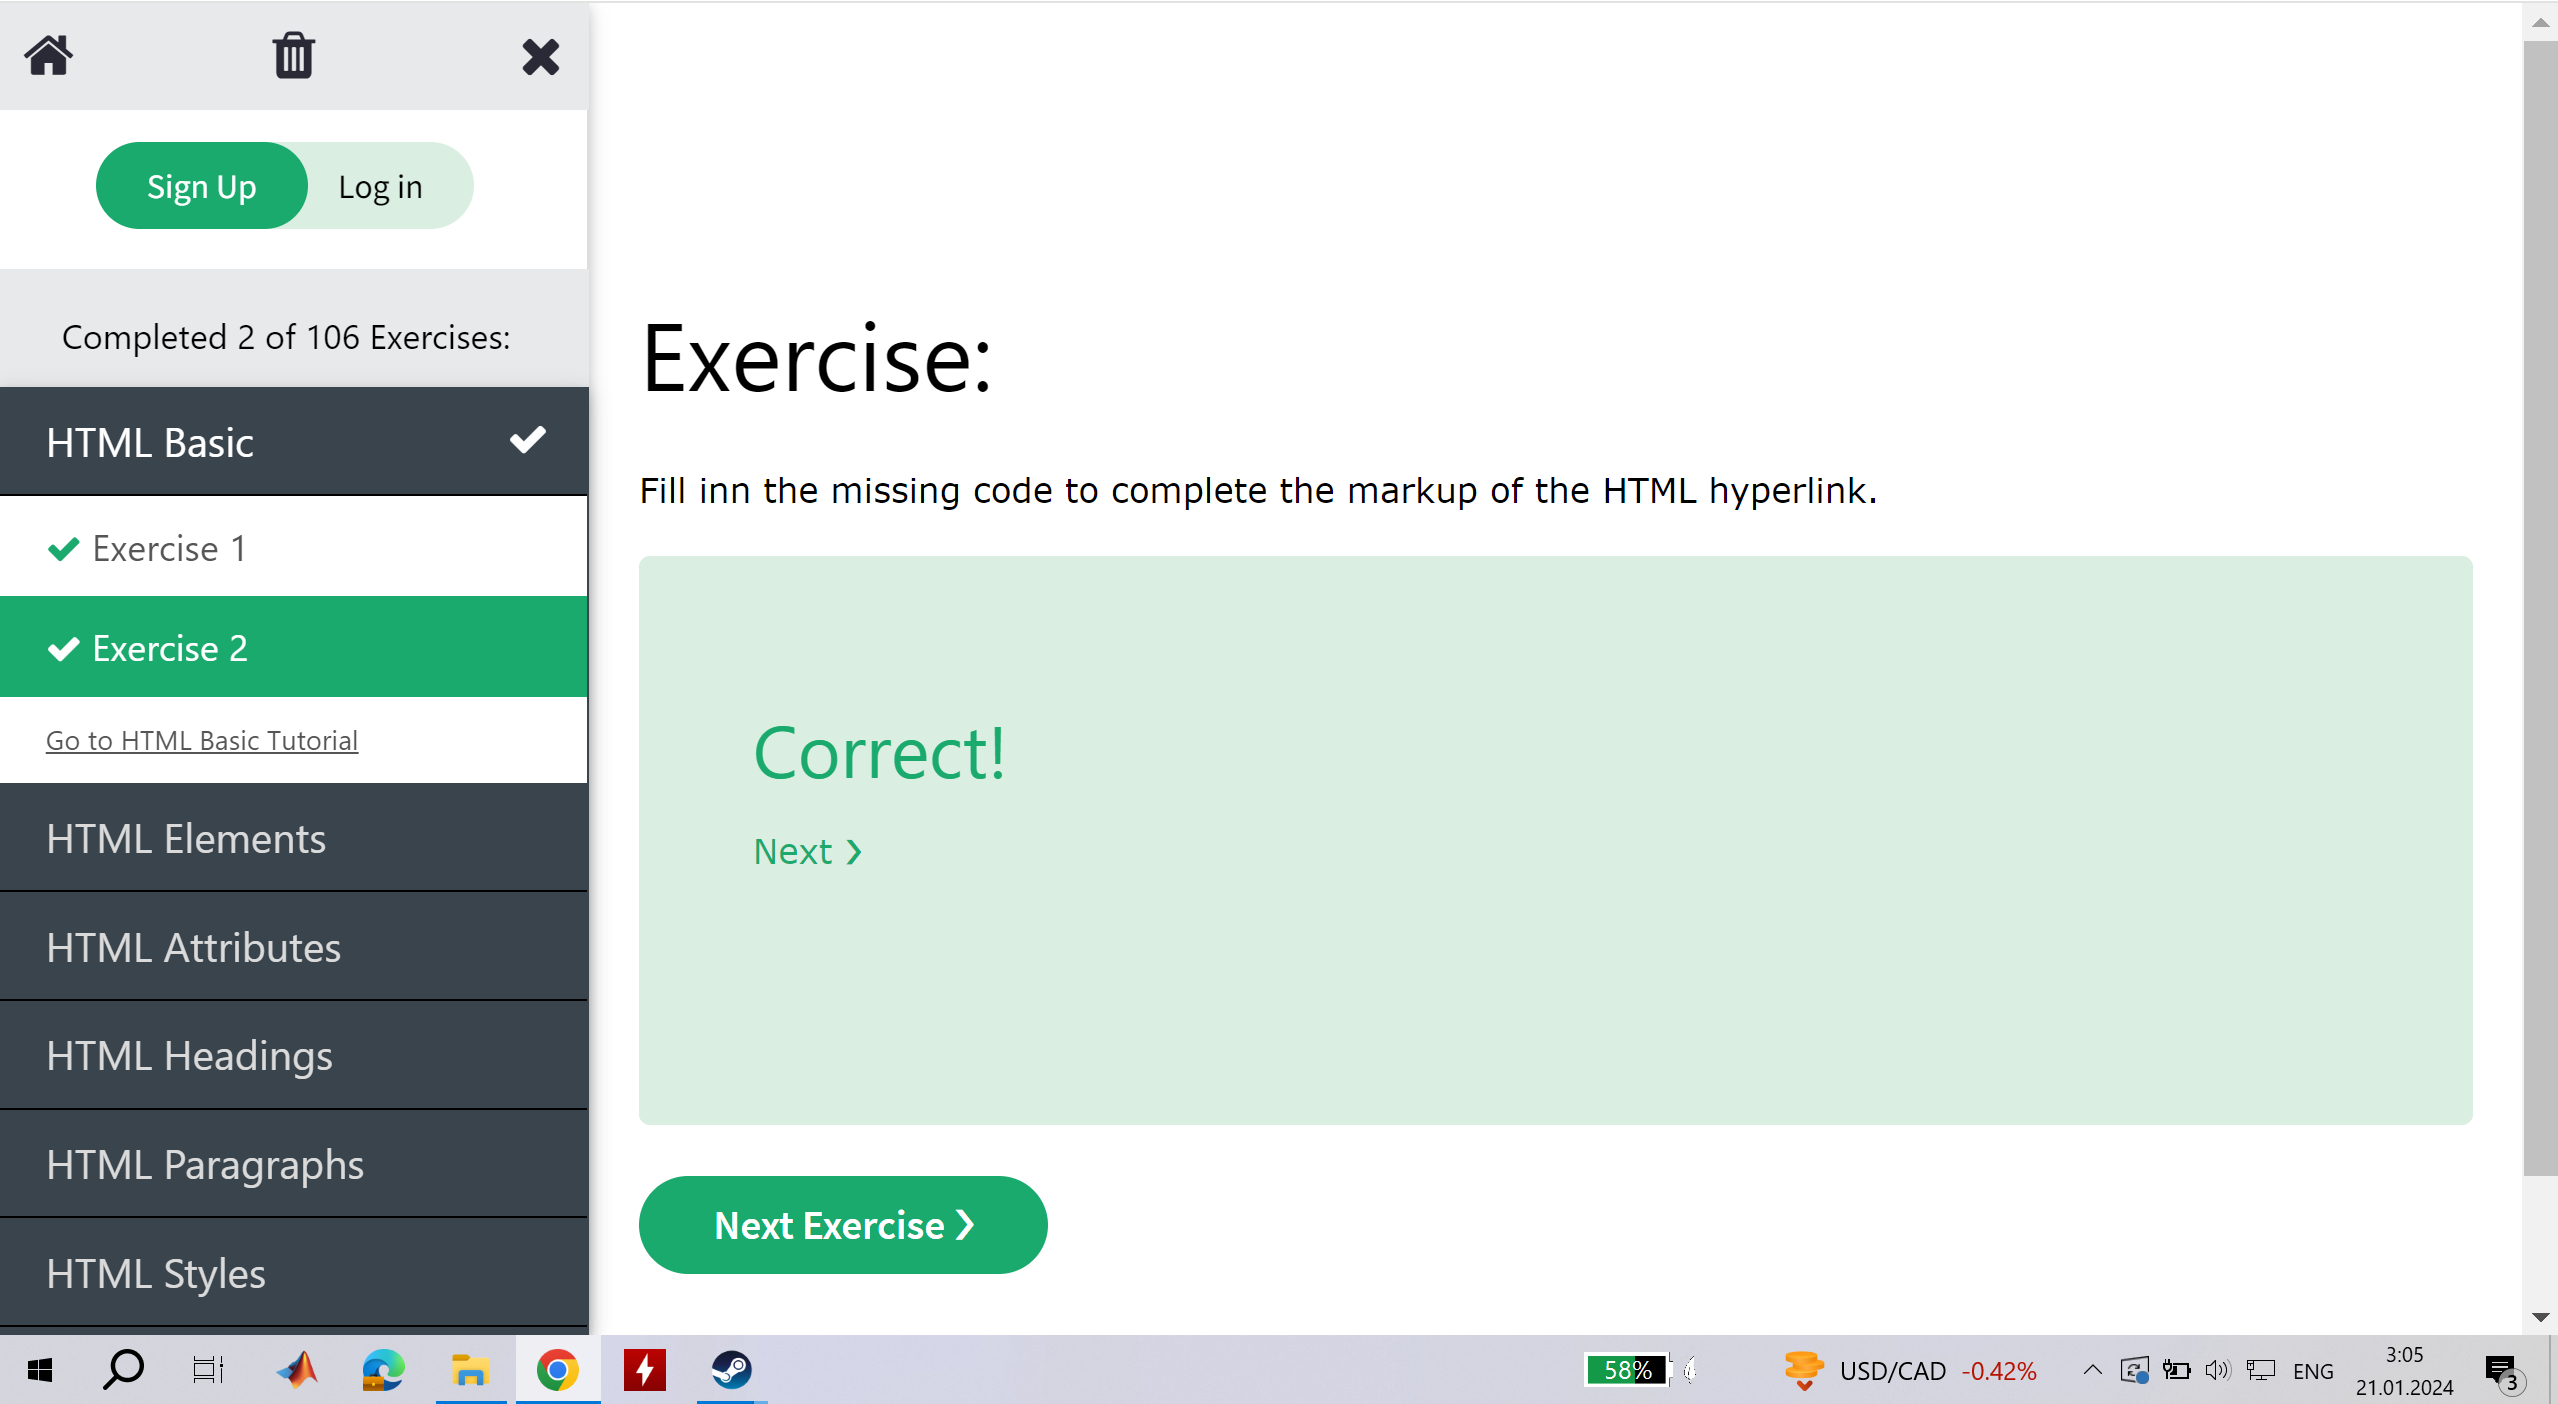 Sign Up
Log in
Completed 2 of 106 Exercises:
HTML Basic
Exercise 1
Exercise 2
Go to HTML Basic Tutorial
HTML Elements
HTML Attributes
HTML Headings
HTML Paragraphs
HTML Styles
Exercise:
Fill inn the missing code to complete the markup of the HTML hyperlink.
Correct!
Next ❯
Next Exercise ❯
58%
USD/CAD -0.42%
ENG
3:05
21.01.2024
3